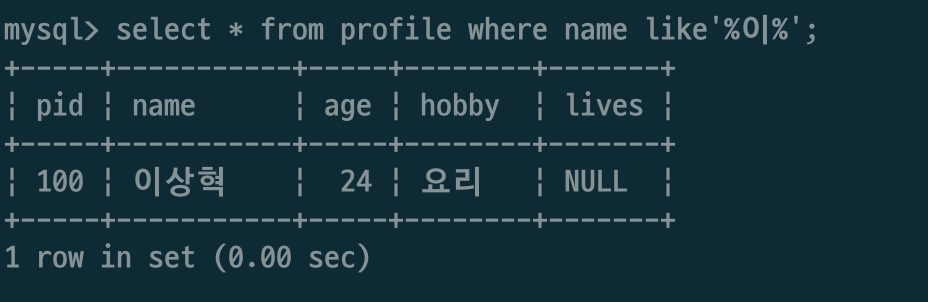 mysql> select * from profile where name like'%이%';
+-----+-----------+-----+--------+-------+
| pid | name      | age | hobby  | lives |
+-----+-----------+-----+--------+-------+
| 100 | 이상혁    |  24 | 요리   | NULL  |
+-----+-----------+-----+--------+-------+
1 row in set (0.00 sec)